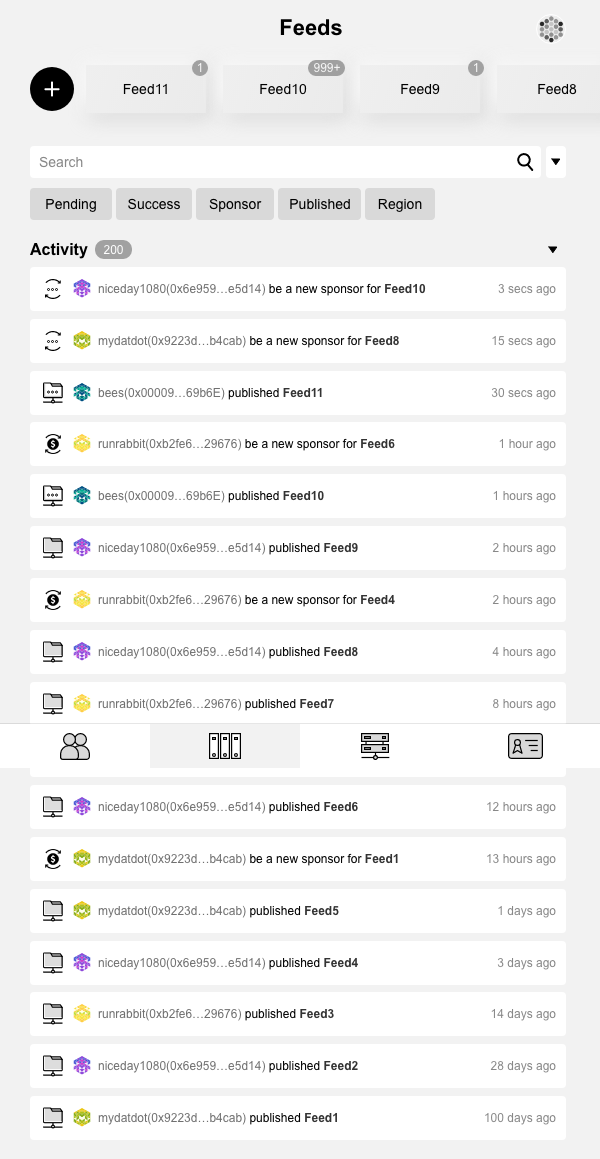 Feeds
1
999+
1
Feed11
Feed10
Feed9
Feed8
Search
Pending
Success
Sponsor
Published
Region
Activity 200
niceday1080(0x6e959…e5d14) be a new sponsor for Feed10 3 secs ago
mydatdot(0x9223d…b4cab) be a new sponsor for Feed8 15 secs ago
bees(0x00009…69b6E) published Feed11 30 secs ago
runrabbit(0xb2fe6…29676) be a new sponsor for Feed6 1 hour ago
bees(0x00009…69b6E) published Feed10 1 hours ago
niceday1080(0x6e959…e5d14) published Feed9 2 hours ago
runrabbit(0xb2fe6…29676) be a new sponsor for Feed4 2 hours ago
niceday1080(0x6e959…e5d14) published Feed8 4 hours ago
runrabbit(0xb2fe6…29676) published Feed7 8 hours ago
niceday1080(0x6e959…e5d14) published Feed6 12 hours ago
mydatdot(0x9223d…b4cab) be a new sponsor for Feed1 13 hours ago
mydatdot(0x9223d…b4cab) published Feed5 1 days ago
niceday1080(0x6e959…e5d14) published Feed4 3 days ago
runrabbit(0xb2fe6…29676) published Feed3 14 days ago
niceday1080(0x6e959…e5d14) published Feed2 28 days ago
mydatdot(0x9223d…b4cab) published Feed1 100 days ago